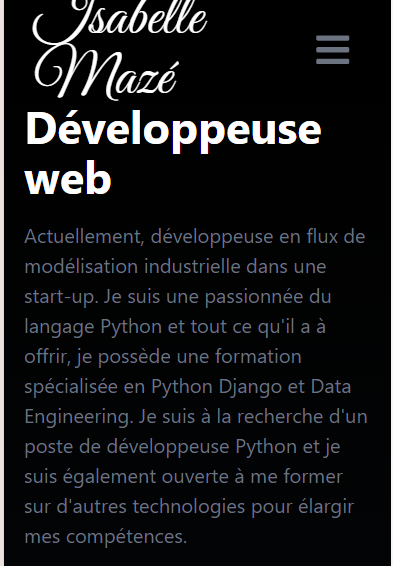 Isabelle
Mazé
Développeuse
web
Actuellement, développeuse en flux de
modélisation industrielle dans une
start-up. Je suis une passionnée du
langage Python et tout ce qu'il a à
offrir, je possède une formation
spécialisée en Python Django et Data
Engineering. Je suis à la recherche d'un
poste de développeuse Python et je
suis également ouverte à me former
sur d'autres technologies pour élargir
mes compétences.